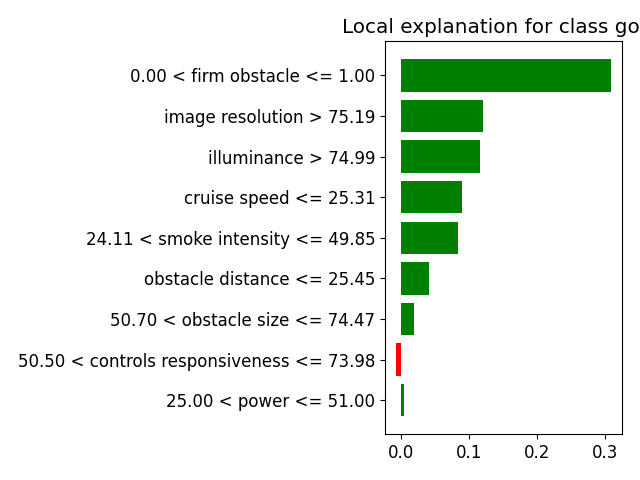 Local explanation for class go
0.00 < firm obstacle <= 1.00
image resolution > 75.19
illuminance > 74.99
cruise speed <= 25.31
24.11 < smoke intensity <= 49.85
obstacle distance <= 25.45
50.70 < obstacle size <= 74.47
50.50 < controls responsiveness <= 73.98
25.00 < power <= 51.00
0.0 0.1 0.2 0.3